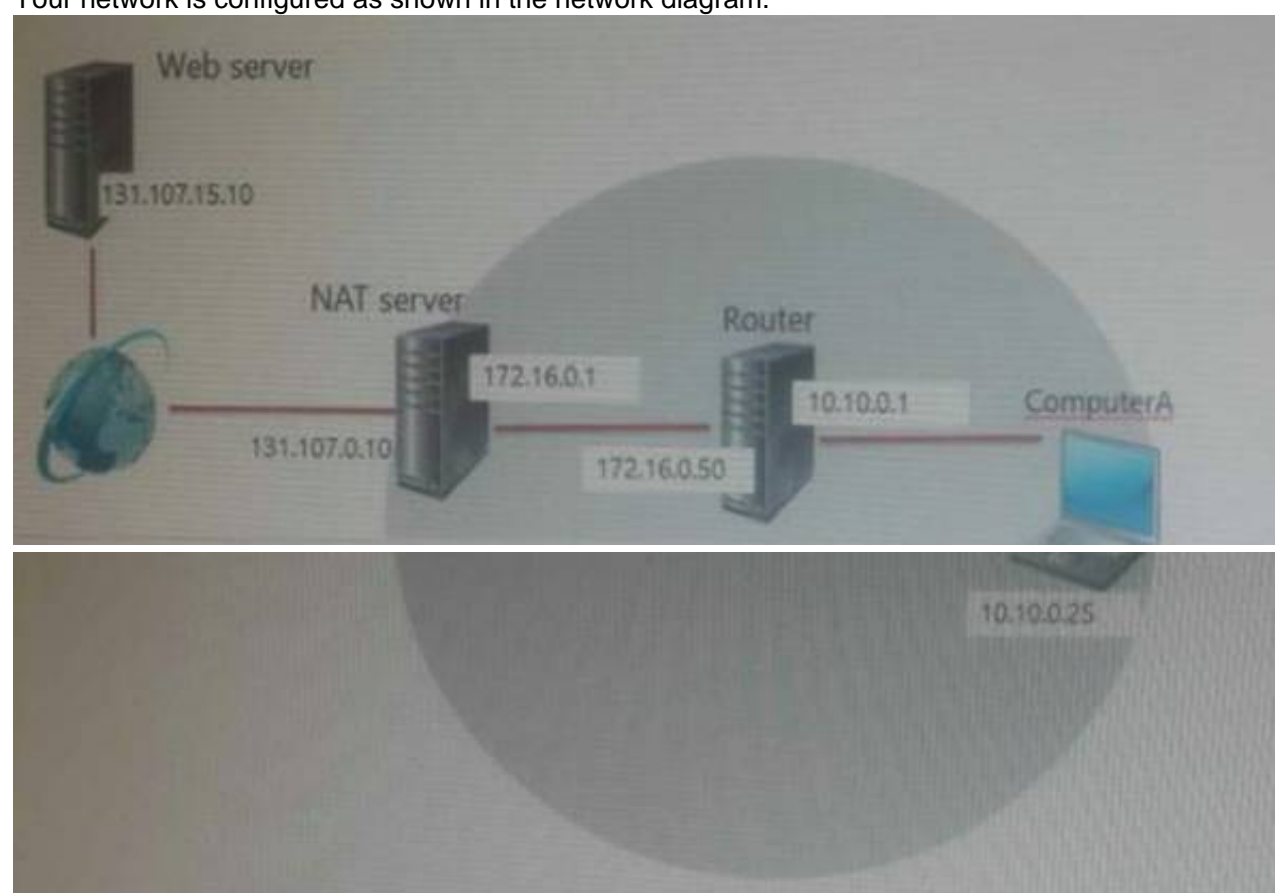 Your network is configured as shown in the network diagram.
Web server
131.107.15.10
NAT server
172.16.0.1
131.107.0.10
Router
10.10.0.1
172.16.0.50
ComputerA
10.10.0.25